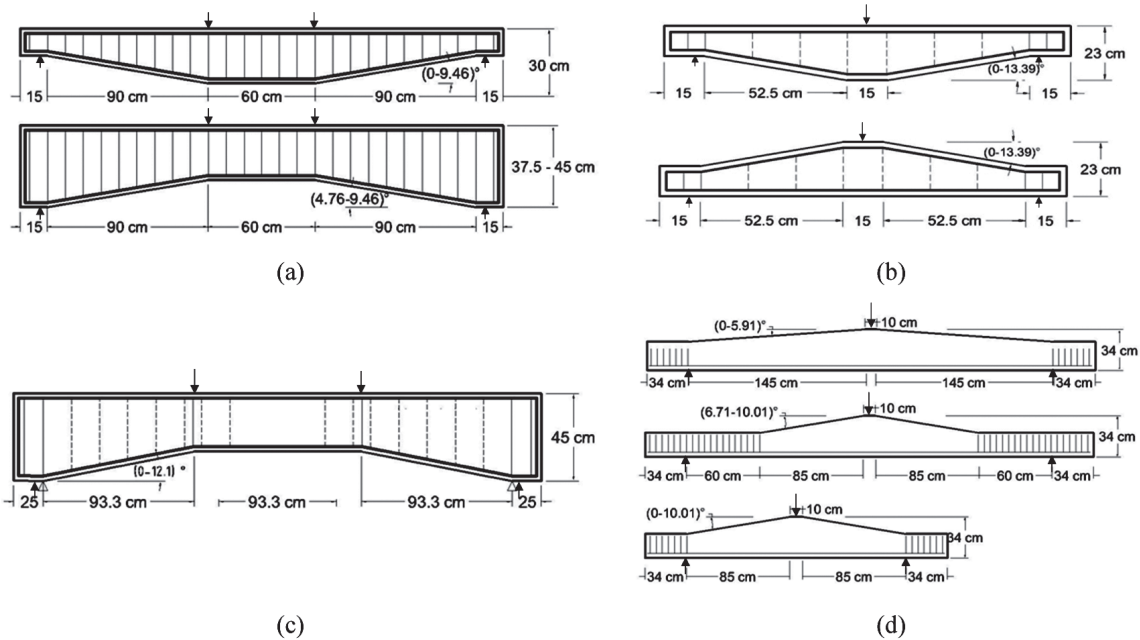 (0-9.46)°
30 cm
15 90 cm 60 cm 90 cm 15
37.5 - 45 cm
(4.76-9.46)°
15 90 cm 60 cm 90 cm 15
(a)
(0-13.39)°
23 cm
15 52.5 cm 15 15
(0-13.39)°
23 cm
15 52.5 cm 52.5 cm 15
(b)
45 cm
(0-12.1) °
25 93.3 cm 93.3 cm 93.3 cm 25
(c)
(0-5.91)° 10 cm
34 cm
34 cm 145 cm 145 cm 34 cm
(6.71-10.01)° 10 cm
34 cm
34 cm 60 cm 85 cm 85 cm 60 cm 34 cm
(0-10.01)° 10 cm
34 cm
34 cm 85 cm 85 cm 34 cm
(d)